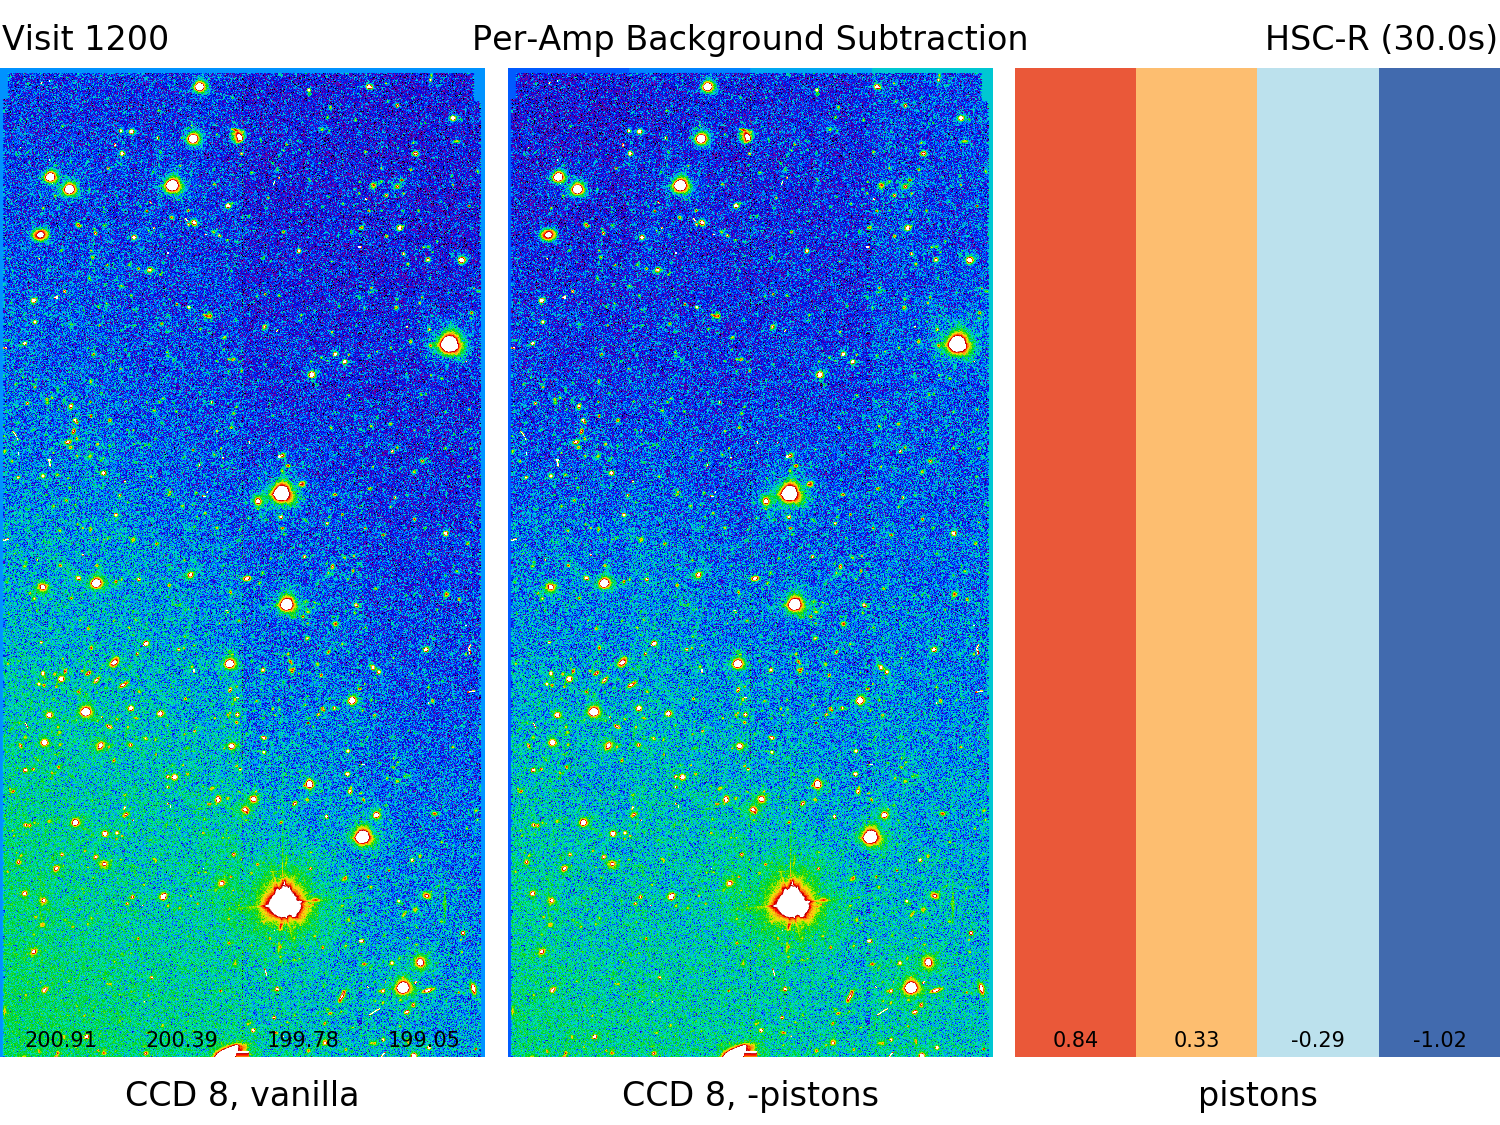 Visit 1200 Per-Amp Background Subtraction HSC-R (30.0s)
200.91 200.39 199.78 199.05
0.84 0.33 -0.29 -1.02
CCD 8, vanilla CCD 8, -pistons pistons